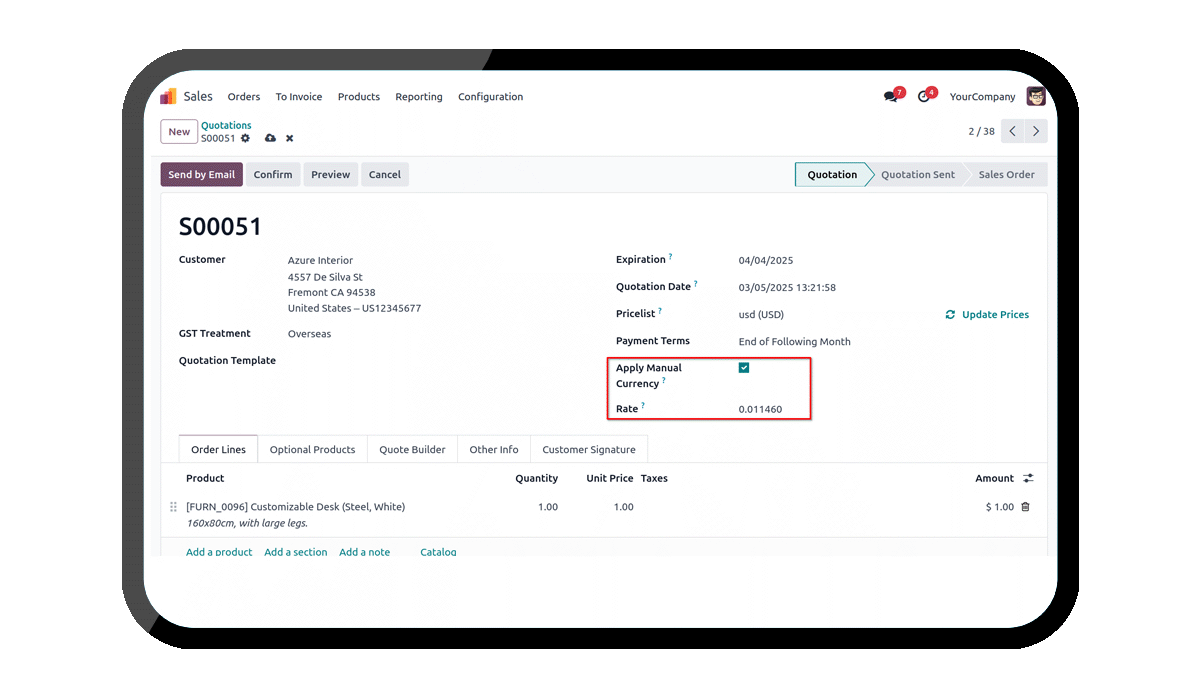 Sales Orders To Invoice Products Reporting Configuration 7 4 YourCompany
New Quotations
S00051 2 / 38
Send by Email Confirm Preview Cancel Quotation Quotation Sent Sales Order
S00051
Customer Azure Interior Expiration ? 04/04/2025
4557 De Silva St
Fremont CA 94538 Quotation Date ? 03/05/2025 13:21:58
United States – US12345677 Pricelist ? usd (USD) Update Prices
GST Treatment Overseas Payment Terms End of Following Month
Quotation Template Apply Manual
Currency ?
Rate ? 0.011460
Order Lines Optional Products Quote Builder Other Info Customer Signature
Product Quantity Unit Price Taxes Amount
[FURN_0096] Customizable Desk (Steel, White) 1.00 1.00 $ 1.00
160x80cm, with large legs.
Add a product Add a section Add a note Catalog